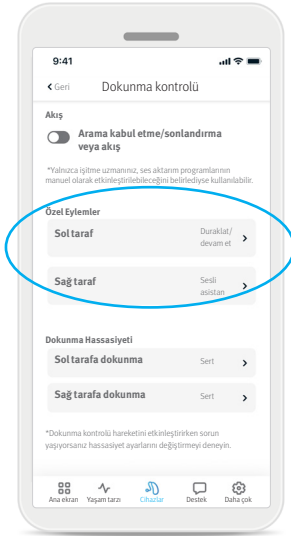 9:41
Geri
Dokunma kontrolü
Akış
Arama kabul etme/sonlandırma
veya akış
*Yalnızca işitme uzmanınız, ses aktarım programlarının
manuel olarak etkinleştirilebileceğini belirlediyse kullanılabilir.
Özel Eylemler
Sol taraf
Duraklat/
devam et
Sağ taraf
Sesli
asistan
Dokunma Hassasiyeti
Sol tarafa dokunma
Sert
Sağ tarafa dokunma
Sert
*Dokunma kontrolü hareketini etkinleştirirken sorun
yaşıyorsanız hassasiyet ayarlarını değiştirmeyi deneyin.
Ana ekran Yaşam tarzı Cihazlar Destek Daha çok